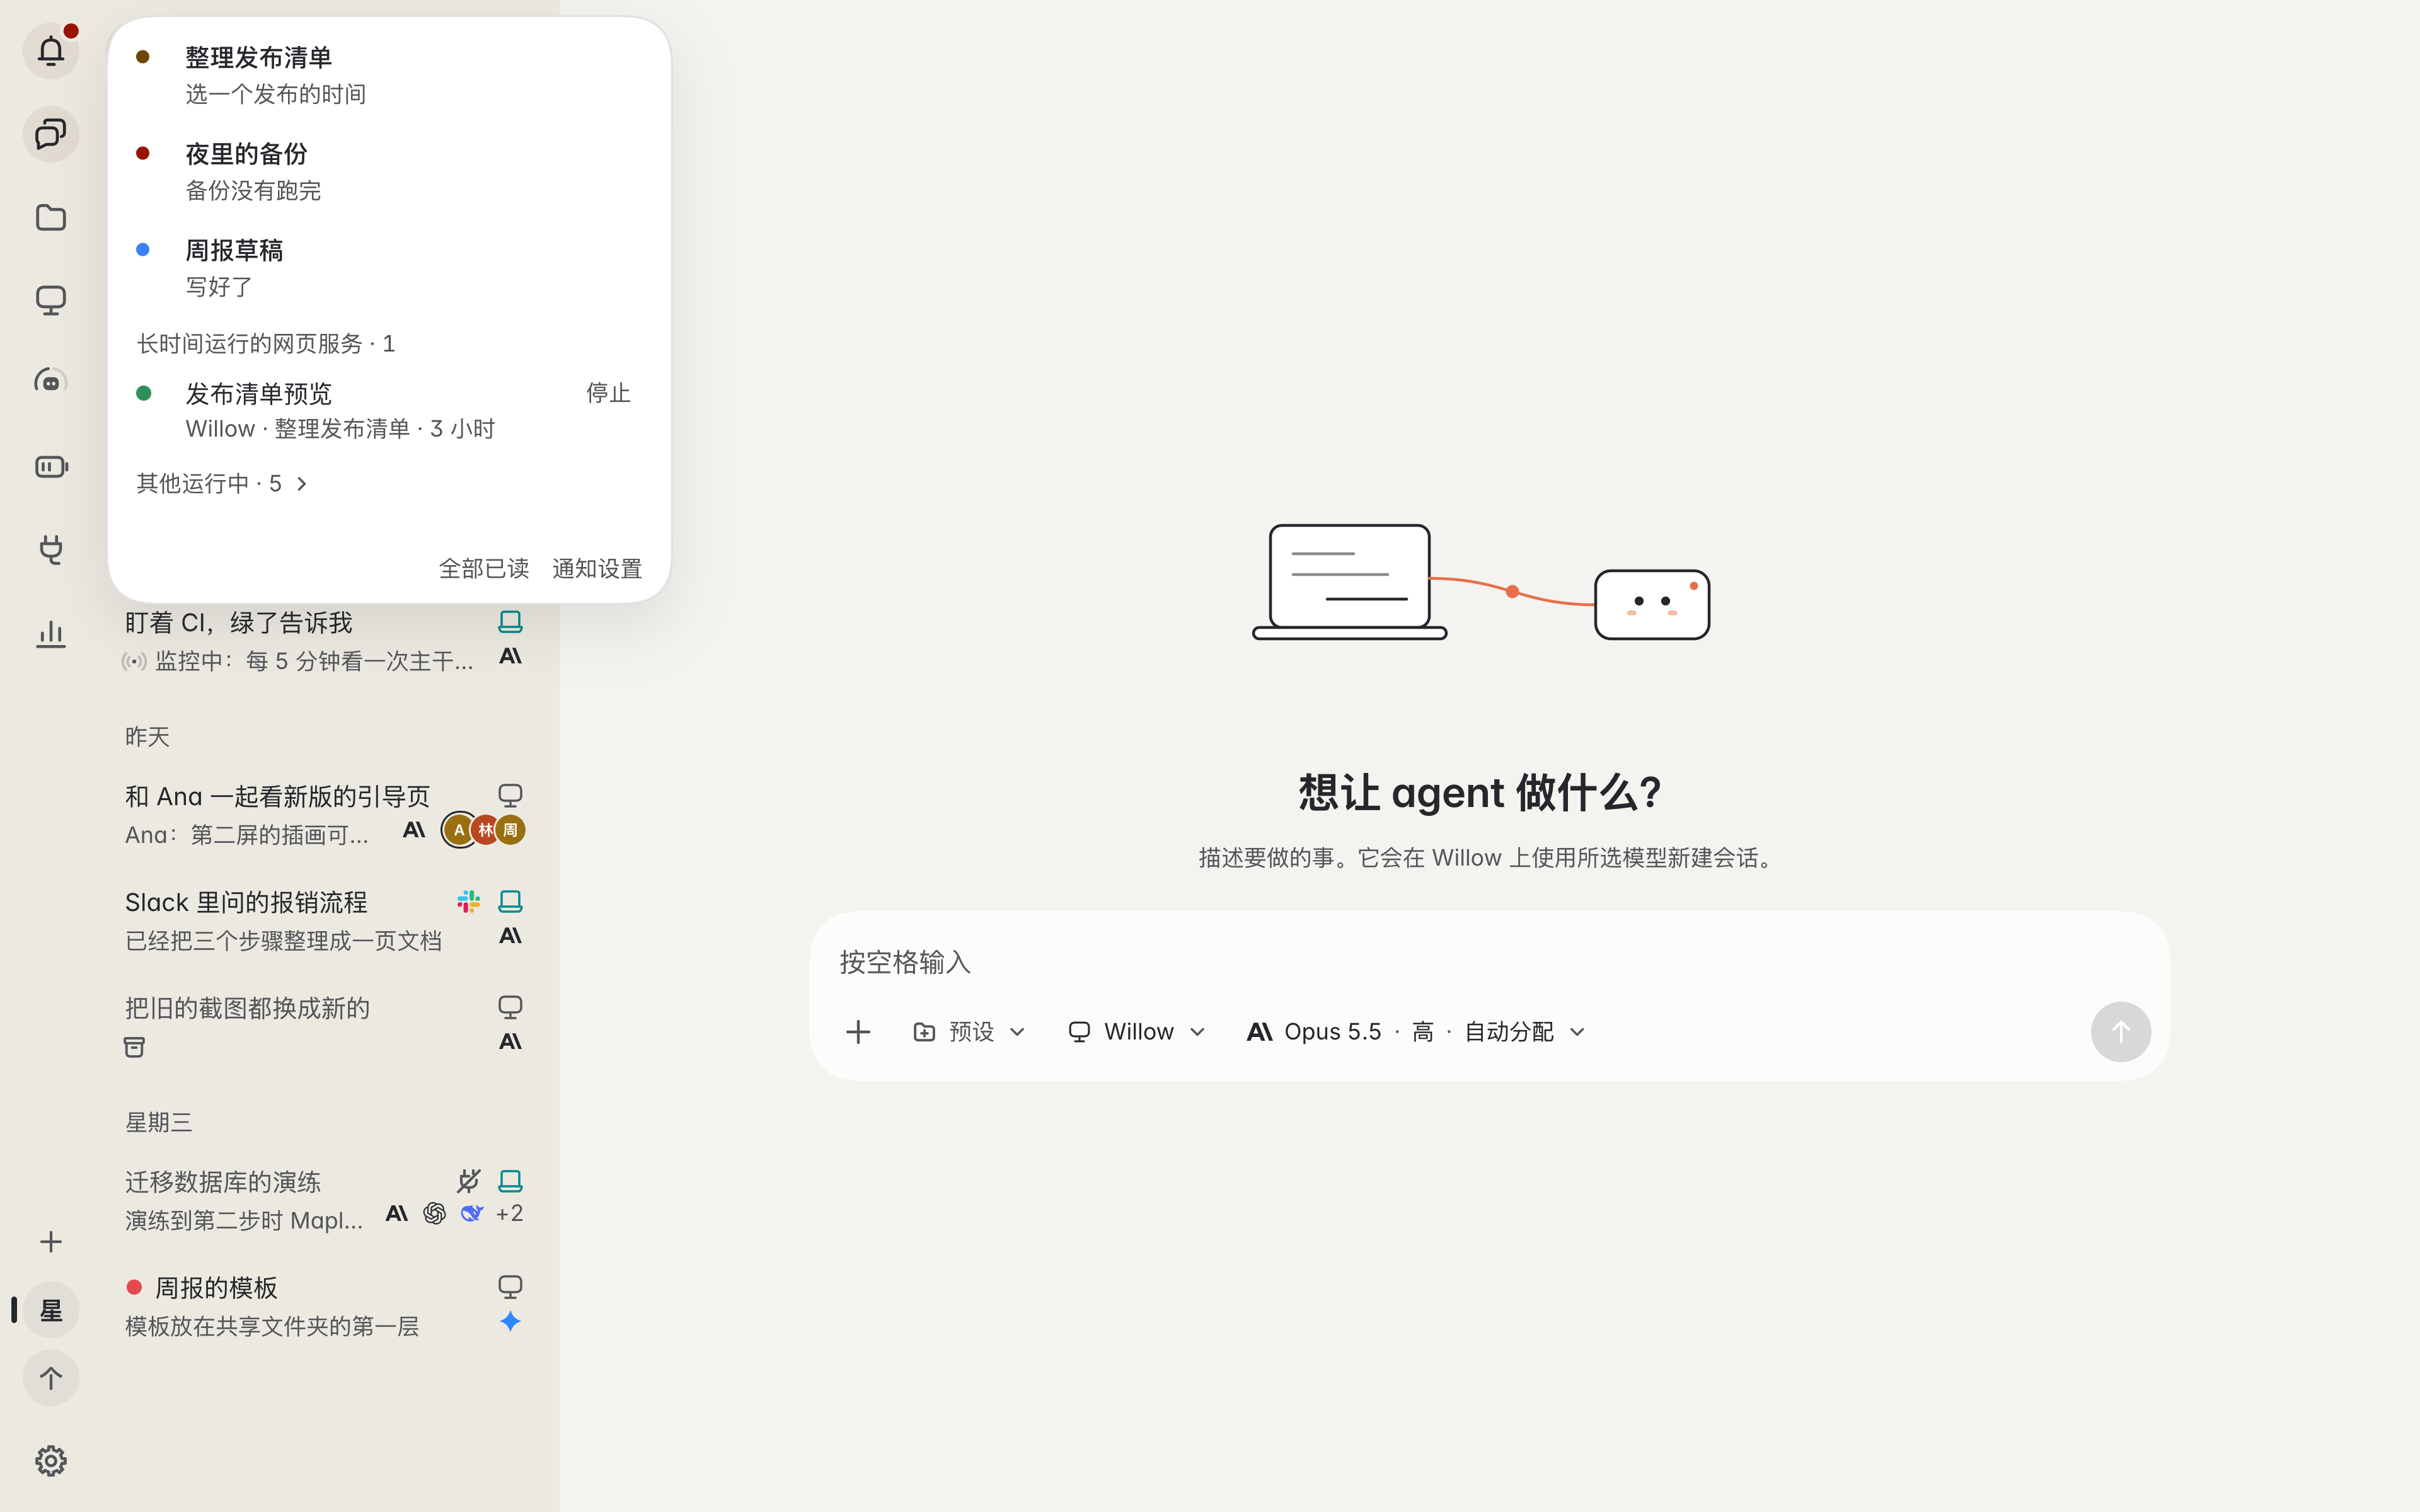 整理发布清单
选一个发布的时间
夜里的备份
备份没有跑完
周报草稿
写好了
长时间运行的网页服务 · 1
发布清单预览
停止
Willow · 整理发布清单 · 3 小时
其他运行中 · 5
全部已读 通知设置
盯着 CI，绿了告诉我
监控中：每 5 分钟看一次主干...
昨天
和 Ana 一起看新版的引导页
Ana：第二屏的插画可...
A 林 周
Slack 里问的报销流程
已经把三个步骤整理成一页文档
把旧的截图都换成新的
星期三
迁移数据库的演练
演练到第二步时 Mapl...
+2
周报的模板
模板放在共享文件夹的第一层
星
个
想让 agent 做什么？
描述要做的事。它会在 Willow 上使用所选模型新建会话。
按空格输入
预设
Willow
Opus 5.5 · 高 · 自动分配